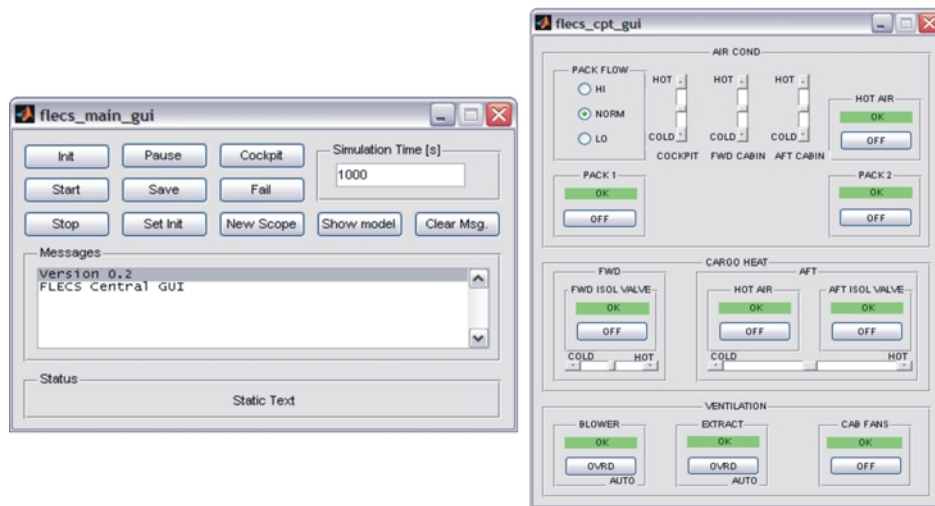 flecs_main_gui
Init Pause Cockpit Simulation Time [s]
1000
Start Save Fail
Stop Set Init New Scope Show model Clear Msg.
Messages
Version 0.2
FLECS Central GUI
Status
Static Text
flecs_cpt_gui
AIR COND
PACK FLOW
HI
NORM
LO
HOT HOT HOT
COLD COLD COLD
COCKPIT FWD CABIN AFT CABIN
HOT AIR
OK
OFF
PACK 1
OK
OFF
PACK 2
OK
OFF
CARGO HEAT
FWD
FWD ISOL VALVE
OK
OFF
COLD HOT
AFT
HOT AIR
OK
OFF
AFT ISOL VALVE
OK
OFF
COLD HOT
VENTILATION
BLOWER
OK
OVRD
AUTO
EXTRACT
OK
OVRD
AUTO
CAB FANS
OK
OFF